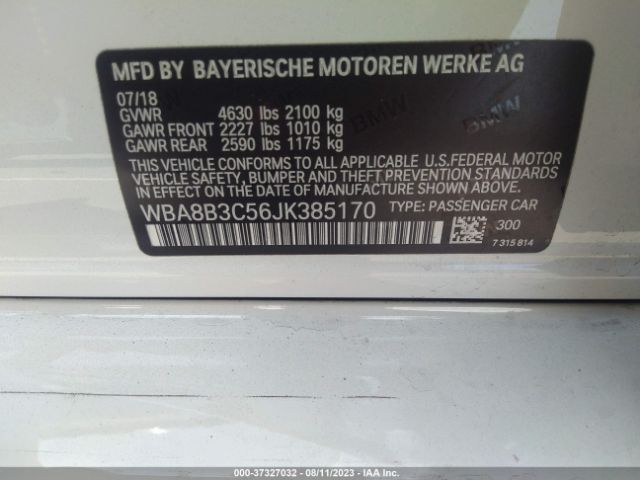 MFD BY BAYERISCHE MOTOREN WERKE AG
07/18
GVWR 4630 lbs 2100 kg
GAWR FRONT 2227 lbs 1010 kg
GAWR REAR 2590 lbs 1175 kg
THIS VEHICLE CONFORMS TO ALL APPLICABLE U.S.FEDERAL MOTOR
VEHICLE SAFETY, BUMPER AND THEFT PREVENTION STANDARDS IN
EFFECT ON THE DATE OF MANUFACTURE SHOWN ABOVE.
WBA8B3C56JK385170 TYPE: PASSENGER CAR
300
7 315 814
BMW
BMW
000-37327032 - 08/11/2023 - IAA Inc.